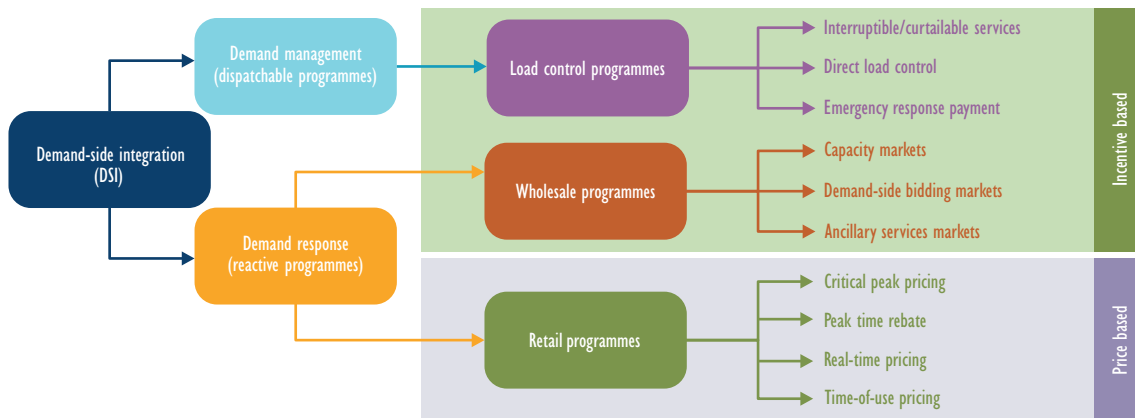 Demand-side integration
(DSI)
Demand management
(dispatchable programmes)
Demand response
(reactive programmes)
Load control programmes
Interruptible/curtailable services
Direct load control
Emergency response payment
Wholesale programmes
Capacity markets
Demand-side bidding markets
Ancillary services markets
Incentive based
Retail programmes
Critical peak pricing
Peak time rebate
Real-time pricing
Time-of-use pricing
Price based